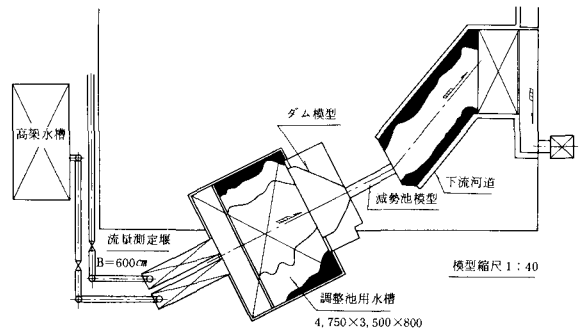 高架水槽
ダム模型
下流河道
減勢池模型
流量測定堰
B=600cm
模型縮尺1:40
調整池用水槽
4,750×3,500×800